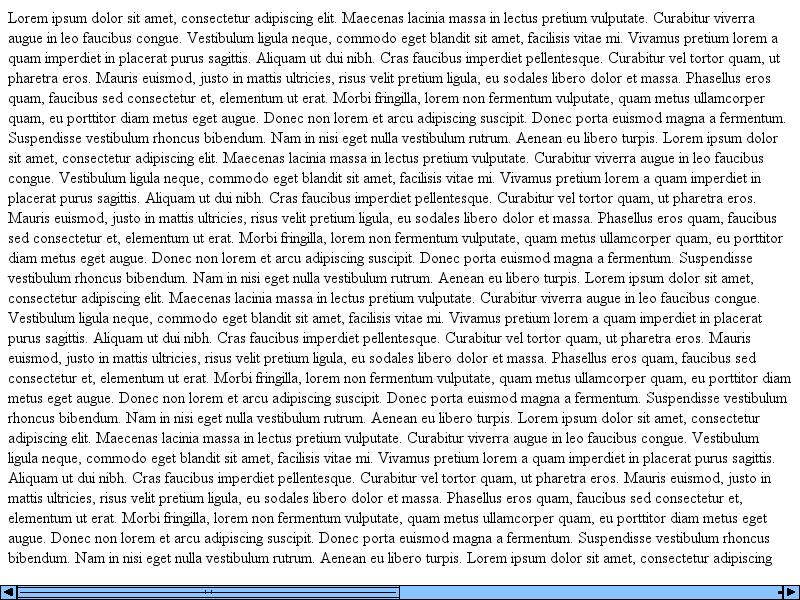 Lorem ipsum dolor sit amet, consectetur adipiscing elit. Maecenas lacinia massa in lectus pretium vulputate. Curabitur viverra
augue in leo faucibus congue. Vestibulum ligula neque, commodo eget blandit sit amet, facilisis vitae mi. Vivamus pretium lorem a
quam imperdiet in placerat purus sagittis. Aliquam ut dui nibh. Cras faucibus imperdiet pellentesque. Curabitur vel tortor quam, ut
pharetra eros. Mauris euismod, justo in mattis ultricies, risus velit pretium ligula, eu sodales libero dolor et massa. Phasellus eros
quam, faucibus sed consectetur et, elementum ut erat. Morbi fringilla, lorem non fermentum vulputate, quam metus ullamcorper
quam, eu porttitor diam metus eget augue. Donec non lorem et arcu adipiscing suscipit. Donec porta euismod magna a fermentum.
Suspendisse vestibulum rhoncus bibendum. Nam in nisi eget nulla vestibulum rutrum. Aenean eu libero turpis. Lorem ipsum dolor
sit amet, consectetur adipiscing elit. Maecenas lacinia massa in lectus pretium vulputate. Curabitur viverra augue in leo faucibus
congue. Vestibulum ligula neque, commodo eget blandit sit amet, facilisis vitae mi. Vivamus pretium lorem a quam imperdiet in
placerat purus sagittis. Aliquam ut dui nibh. Cras faucibus imperdiet pellentesque. Curabitur vel tortor quam, ut pharetra eros.
Mauris euismod, justo in mattis ultricies, risus velit pretium ligula, eu sodales libero dolor et massa. Phasellus eros quam, faucibus
sed consectetur et, elementum ut erat. Morbi fringilla, lorem non fermentum vulputate, quam metus ullamcorper quam, eu porttitor
diam metus eget augue. Donec non lorem et arcu adipiscing suscipit. Donec porta euismod magna a fermentum. Suspendisse
vestibulum rhoncus bibendum. Nam in nisi eget nulla vestibulum rutrum. Aenean eu libero turpis. Lorem ipsum dolor sit amet,
consectetur adipiscing elit. Maecenas lacinia massa in lectus pretium vulputate. Curabitur viverra augue in leo faucibus congue.
Vestibulum ligula neque, commodo eget blandit sit amet, facilisis vitae mi. Vivamus pretium lorem a quam imperdiet in placerat
purus sagittis. Aliquam ut dui nibh. Cras faucibus imperdiet pellentesque. Curabitur vel tortor quam, ut pharetra eros. Mauris
euismod, justo in mattis ultricies, risus velit pretium ligula, eu sodales libero dolor et massa. Phasellus eros quam, faucibus sed
consectetur et, elementum ut erat. Morbi fringilla, lorem non fermentum vulputate, quam metus ullamcorper quam, eu porttitor diam
metus eget augue. Donec non lorem et arcu adipiscing suscipit. Donec porta euismod magna a fermentum. Suspendisse vestibulum
rhoncus bibendum. Nam in nisi eget nulla vestibulum rutrum. Aenean eu libero turpis. Lorem ipsum dolor sit amet, consectetur
adipiscing elit. Maecenas lacinia massa in lectus pretium vulputate. Curabitur viverra augue in leo faucibus congue. Vestibulum
ligula neque, commodo eget blandit sit amet, facilisis vitae mi. Vivamus pretium lorem a quam imperdiet in placerat purus sagittis.
Aliquam ut dui nibh. Cras faucibus imperdiet pellentesque. Curabitur vel tortor quam, ut pharetra eros. Mauris euismod, justo in
mattis ultricies, risus velit pretium ligula, eu sodales libero dolor et massa. Phasellus eros quam, faucibus sed consectetur et,
elementum ut erat. Morbi fringilla, lorem non fermentum vulputate, quam metus ullamcorper quam, eu porttitor diam metus eget
augue. Donec non lorem et arcu adipiscing suscipit. Donec porta euismod magna a fermentum. Suspendisse vestibulum rhoncus
bibendum. Nam in nisi eget nulla vestibulum rutrum. Aenean eu libero turpis. Lorem ipsum dolor sit amet, consectetur adipiscing